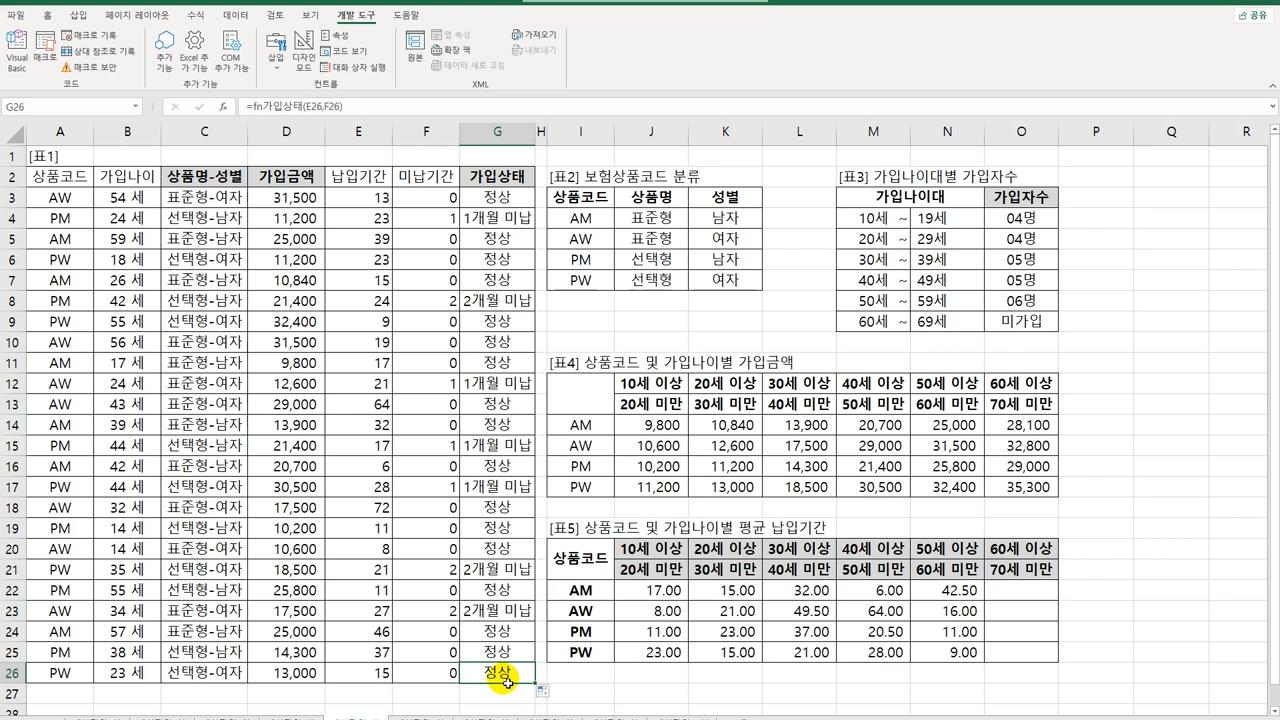 파일 홈 삽입 페이지 레이아웃 수식 데이터 검토 보기 개발 도구 도움말 공유
Visual Basic
매크로
매크로 기록
상대 참조로 기록
매크로 보안
코드
추가 기능
Excel 추가 기능
COM 추가 기능
추가 기능
삽입
디자인 모드
속성
코드 보기
대화 상자 실행
컨트롤
원본
맵 속성
확장 팩
데이터 새로 고침
가져오기
내보내기
XML
G26 fx =fn가입상태(E26,F26)
A B C D E F G H I J K L M N O P Q R
1 [표1]
2 상품코드 가입나이 상품명-성별 가입금액 납입기간 미납기간 가입상태 [표2] 보험상품코드 분류 [표3] 가입나이대별 가입자수
3 AW 54 세 표준형-여자 31,500 13 0 정상 상품코드 상품명 성별 가입나이대 가입자수
4 PM 24 세 선택형-남자 11,200 23 1 1개월 미납 AM 표준형 남자 10세 ~ 19세 04명
5 AM 59 세 표준형-남자 25,000 39 0 정상 AW 표준형 여자 20세 ~ 29세 04명
6 PW 18 세 선택형-여자 11,200 23 0 정상 PM 선택형 남자 30세 ~ 39세 05명
7 AM 26 세 표준형-남자 10,840 15 0 정상 PW 선택형 여자 40세 ~ 49세 05명
8 PM 42 세 선택형-남자 21,400 24 2 2개월 미납 50세 ~ 59세 06명
9 PW 55 세 선택형-여자 32,400 9 0 정상 60세 ~ 69세 미가입
10 AW 56 세 표준형-여자 31,500 19 0 정상
11 AM 17 세 표준형-남자 9,800 17 0 정상 [표4] 상품코드 및 가입나이별 가입금액
12 AW 24 세 표준형-여자 12,600 21 1 1개월 미납 10세 이상 20세 이상 30세 이상 40세 이상 50세 이상 60세 이상
13 AW 43 세 표준형-여자 29,000 64 0 정상 20세 미만 30세 미만 40세 미만 50세 미만 60세 미만 70세 미만
14 AM 39 세 표준형-남자 13,900 32 0 정상 AM 9,800 10,840 13,900 20,700 25,000 28,100
15 PM 44 세 선택형-남자 21,400 17 1 1개월 미납 AW 10,600 12,600 17,500 29,000 31,500 32,800
16 AM 42 세 표준형-남자 20,700 6 0 정상 PM 10,200 11,200 14,300 21,400 25,800 29,000
17 PW 44 세 선택형-여자 30,500 28 1 1개월 미납 PW 11,200 13,000 18,500 30,500 32,400 35,300
18 AW 32 세 표준형-여자 17,500 72 0 정상
19 PM 14 세 선택형-남자 10,200 11 0 정상 [표5] 상품코드 및 가입나이별 평균 납입기간
20 AW 14 세 표준형-여자 10,600 8 0 정상 상품코드 10세 이상 20세 이상 30세 이상 40세 이상 50세 이상 60세 이상
21 PW 35 세 선택형-여자 18,500 21 2 2개월 미납 20세 미만 30세 미만 40세 미만 50세 미만 60세 미만 70세 미만
22 PM 55 세 선택형-남자 25,800 11 0 정상 AM 17.00 15.00 32.00 6.00 42.50
23 AW 34 세 표준형-여자 17,500 27 2 2개월 미납 AW 8.00 21.00 49.50 64.00 16.00
24 AM 57 세 표준형-남자 25,000 46 0 정상 PM 11.00 23.00 37.00 20.50 11.00
25 PM 38 세 선택형-남자 14,300 37 0 정상 PW 23.00 15.00 21.00 28.00 9.00
26 PW 23 세 선택형-여자 13,000 15 0 정상
27
28